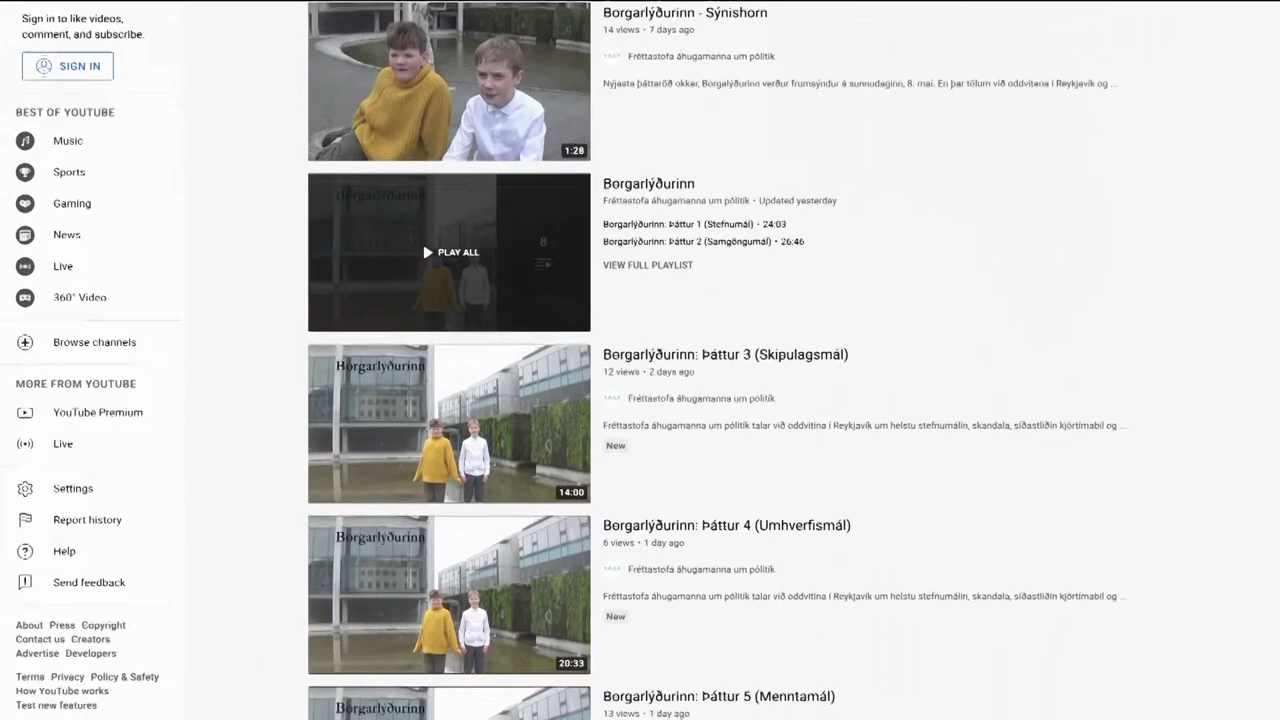 Sign in to like videos,
comment, and subscribe.
SIGN IN
BEST OF YOUTUBE
Music
Sports
Gaming
News
Live
360° Video
Browse channels
MORE FROM YOUTUBE
YouTube Premium
Live
Settings
Report history
Help
Send feedback
About Press Copyright
Contact us Creators
Advertise Developers
Terms Privacy Policy & Safety
How YouTube works
Test new features
1:28
Borgarlýðurinn - Sýnishorn
14 views • 7 days ago
Fréttastofa áhugamanna um pólitík
Nýjasta þáttaröð okkar, Borgarlýðurinn verður frumsýndur á sunnudaginn, 8. maí. En þar tölum við oddvitana í Reykjavík og ...
Borgarlýðurinn
PLAY ALL
8
Borgarlýðurinn
Fréttastofa áhugamanna um pólitík • Updated yesterday
Borgarlýðurinn: Þáttur 1 (Stefnumál) • 24:03
Borgarlýðurinn: Þáttur 2 (Samgöngumál) • 26:46
VIEW FULL PLAYLIST
Borgarlýðurinn
14:00
Borgarlýðurinn: Þáttur 3 (Skipulagsmál)
12 views • 2 days ago
Fréttastofa áhugamanna um pólitík
Fréttastofa áhugamanna um pólitík talar við oddvitina í Reykjavík um helstu stefnumálin, skandala, síðastliðin kjörtímabil og ...
New
Borgarlýðurinn
20:33
Borgarlýðurinn: Þáttur 4 (Umhverfismál)
6 views • 1 day ago
Fréttastofa áhugamanna um pólitík
Fréttastofa áhugamanna um pólitík talar við oddvitina í Reykjavík um helstu stefnumálin, skandala, síðastliðin kjörtímabil og ...
New
Borgarlýðurinn
Borgarlýðurinn: Þáttur 5 (Menntamál)
13 views • 1 day ago